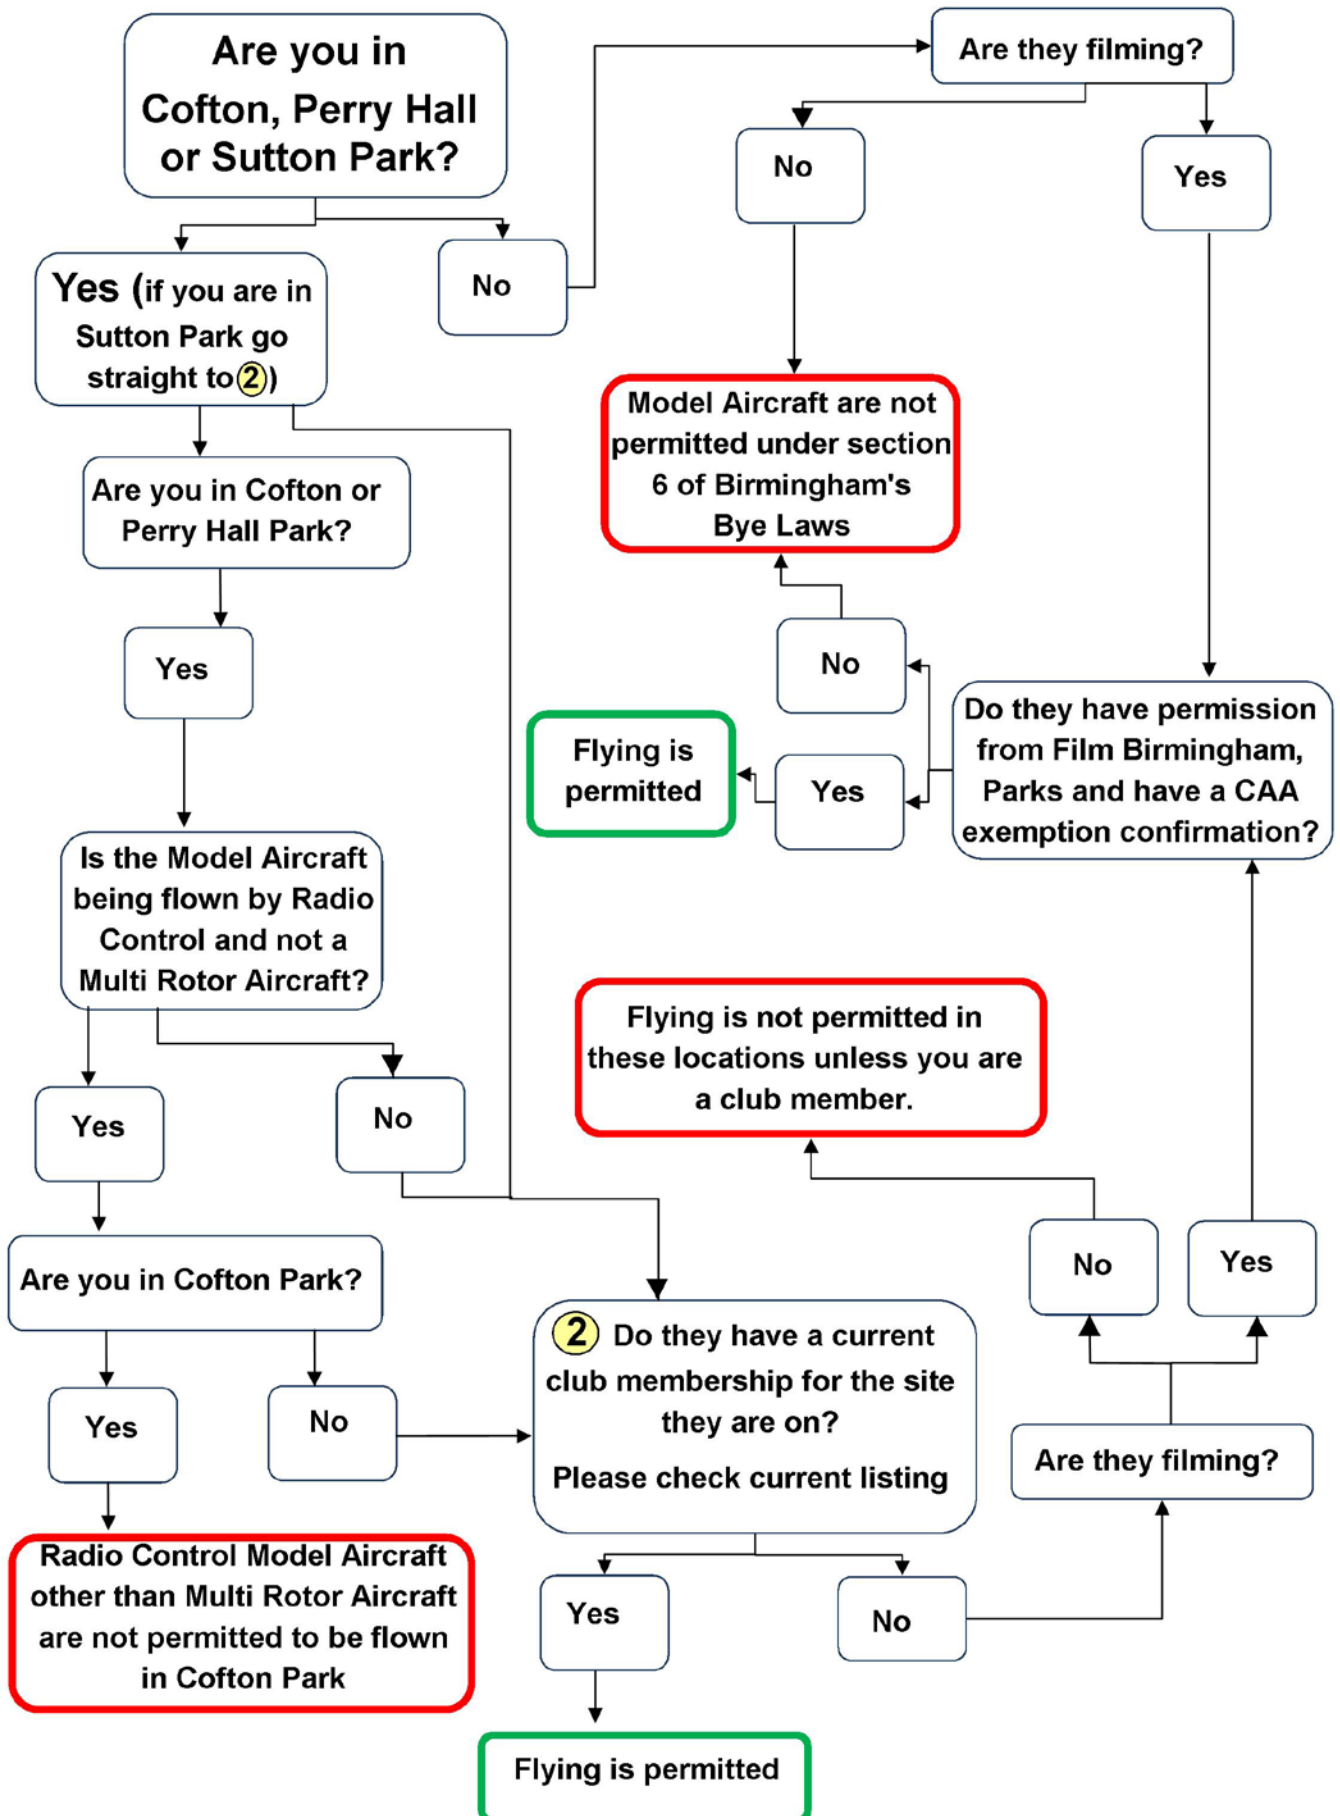 Are you in
Cofton, Perry Hall
or Sutton Park?
Are they filming?
No
Yes
Yes (if you are in
Sutton Park go
straight to 2)
No
Model Aircraft are not
permitted under section
6 of Birmingham's
Bye Laws
Are you in Cofton or
Perry Hall Park?
Yes
No
Do they have permission
from Film Birmingham,
Parks and have a CAA
exemption confirmation?
Flying is
permitted
Yes
Is the Model Aircraft
being flown by Radio
Control and not a
Multi Rotor Aircraft?
Flying is not permitted in
these locations unless you are
a club member.
Yes
No
Are you in Cofton Park?
No
Yes
2 Do they have a current
club membership for the site
they are on?
Please check current listing
Yes
No
Are they filming?
Radio Control Model Aircraft
other than Multi Rotor Aircraft
are not permitted to be flown
in Cofton Park
Yes
No
Flying is permitted